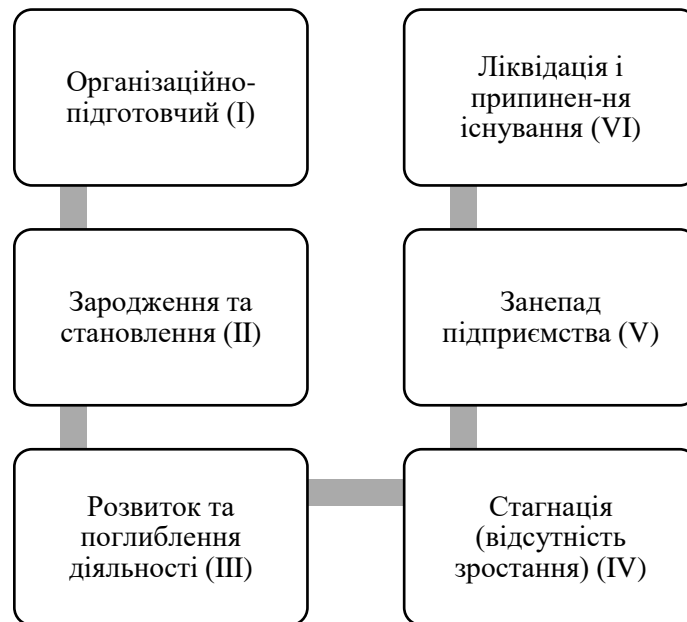 Організаційно-
підготовчий (I)
Зародження та
становлення (II)
Розвиток та
поглиблення
діяльності (III)
Стагнація
(відсутність
зростання) (IV)
Занепад
підприємства (V)
Ліквідація і
припинен-ня
існування (VI)